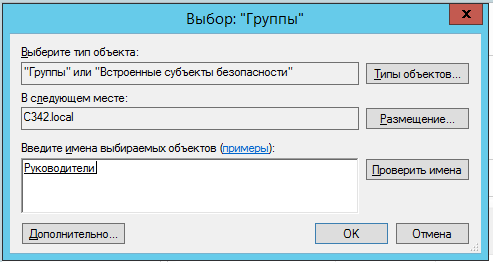 Выбор: "Группы"
x
Выберите тип объекта:
"Группы" или "Встроенные субъекты безопасности"
Типы объектов...
В следующем месте:
C342.local
Размещение...
Введите имена выбираемых объектов (примеры):
Руководители
Проверить имена
Дополнительно...
OK
Отмена